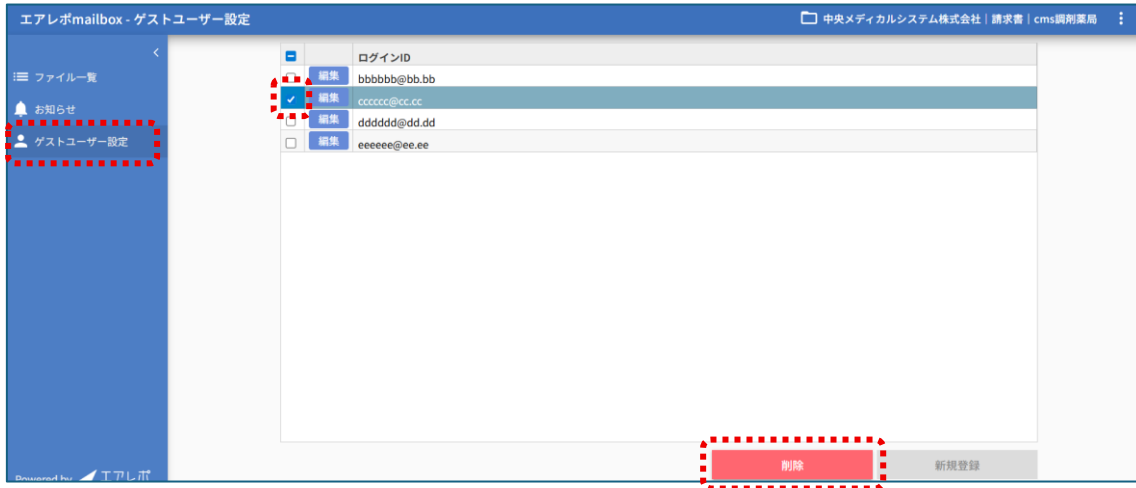 エアレポmailbox - ゲストユーザー設定
中央メディカルシステム株式会社｜請求書｜cms調剤薬局
ファイル一覧
お知らせ
ゲストユーザー設定
ログインID
編集 bbbbbb@bb.bb
編集 cccccc@cc.cc
編集 dddddd@dd.dd
編集 eeeeee@ee.ee
削除 新規登録
Powered by エアレポ